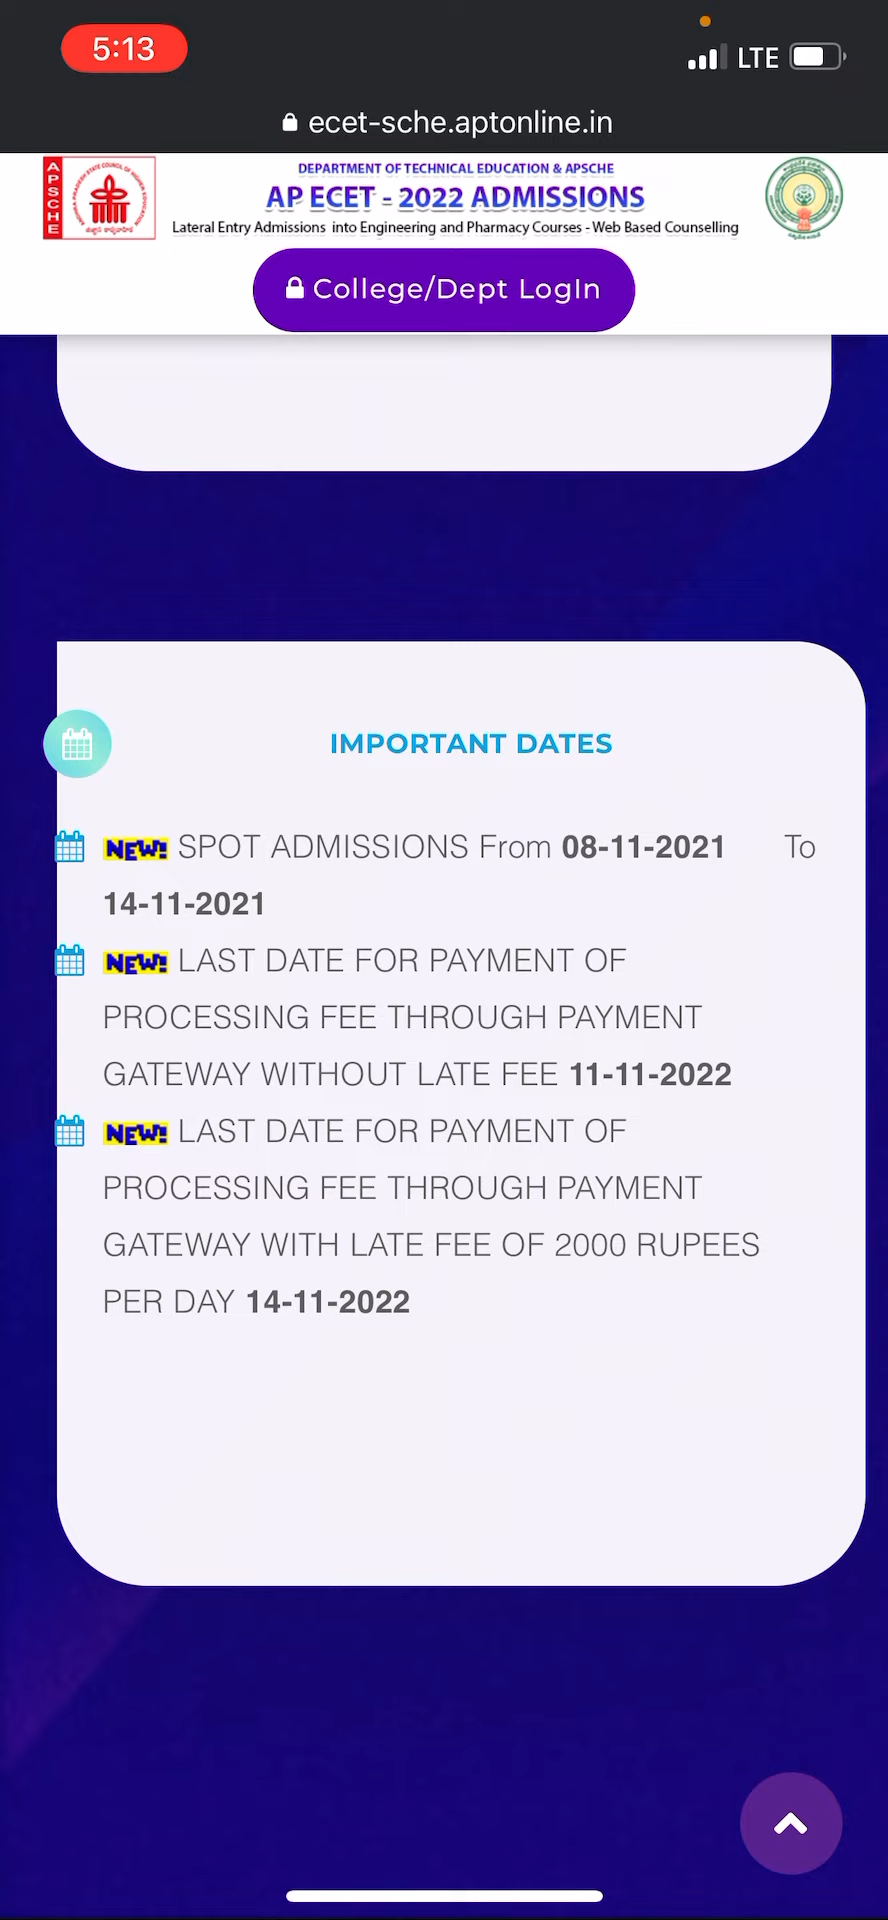 5:13
LTE
ecet-sche.aptonline.in
APSCHE
DEPARTMENT OF TECHNICAL EDUCATION & APSCHE
AP ECET - 2022 ADMISSIONS
Lateral Entry Admissions into Engineering and Pharmacy Courses - Web Based Counselling
College/Dept LogIn
IMPORTANT DATES
NEW! SPOT ADMISSIONS From 08-11-2021 To
14-11-2021
NEW! LAST DATE FOR PAYMENT OF
PROCESSING FEE THROUGH PAYMENT
GATEWAY WITHOUT LATE FEE 11-11-2022
NEW! LAST DATE FOR PAYMENT OF
PROCESSING FEE THROUGH PAYMENT
GATEWAY WITH LATE FEE OF 2000 RUPEES
PER DAY 14-11-2022